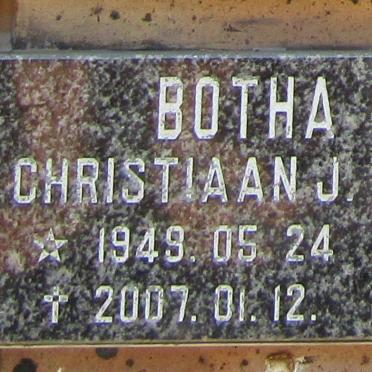 BOTHA
CHRISTIAAN J.
☆ 1949. 05 24
✝ 2007. 01. 12.